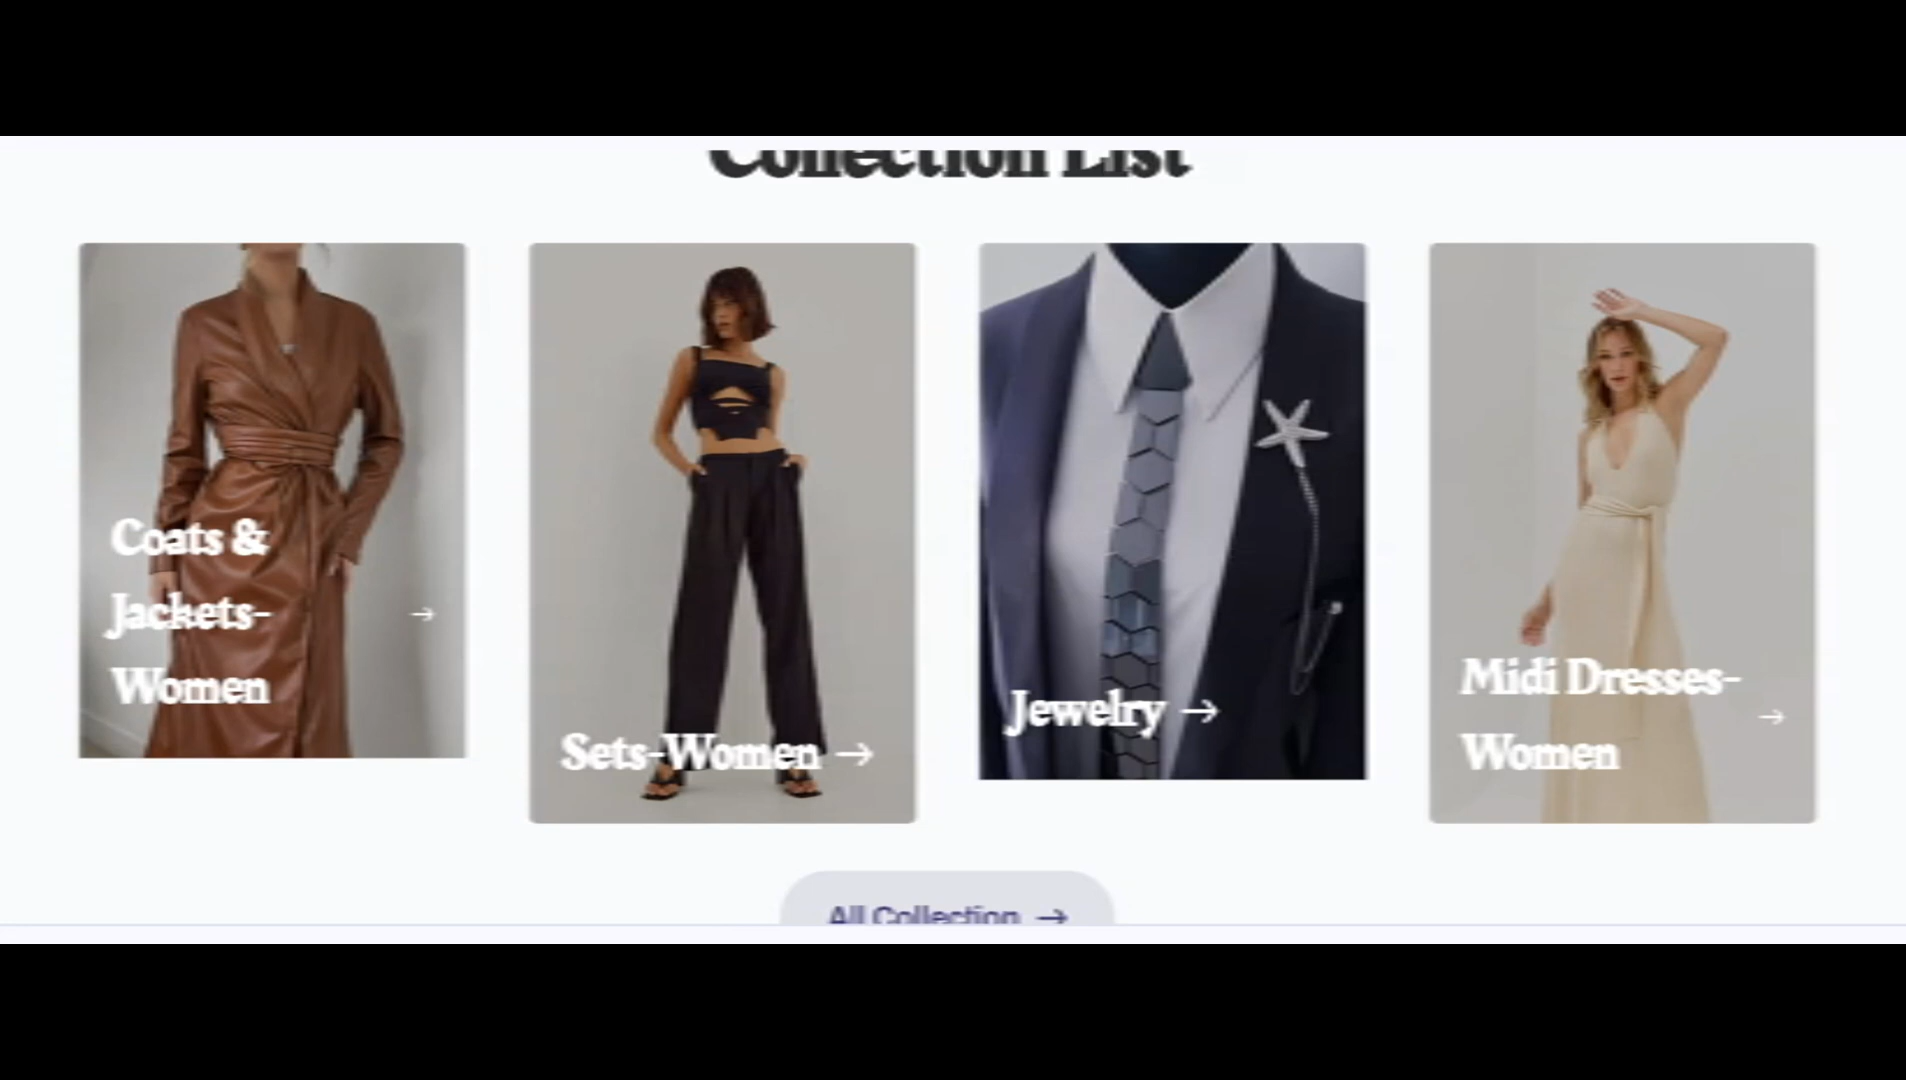 Collection List
Coats &
Jackets-
Women
→
Sets-Women →
Jewelry →
Midi Dresses-
Women
→
All Collection →